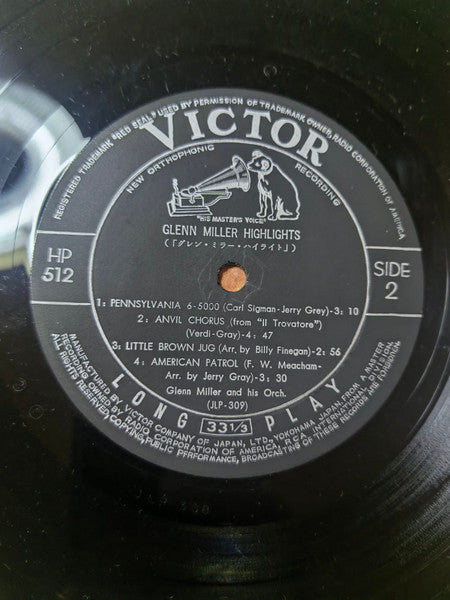 REGISTERED TRADEMARK "RED SEAL" USED BY PERMISSION OF TRADEMARK OWNER, RADIO CORPORATION OF AMERICA
VICTOR
NEW ORTHOPHONIC RECORDING
"HIS MASTER'S VOICE"
GLENN MILLER HIGHLIGHTS
(「グレン・ミラー・ハイライト」)
HP
512
SIDE
2
1: PENNSYLVANIA 6-5000 (Carl Sigman-Jerry Grey)-3: 10
2: ANVIL CHORUS (from "Il Trovatore")
(Verdi-Gray)-4: 47
3: LITTLE BROWN JUG (Arr. by Billy Finegan)-2: 56
4: AMERICAN PATROL (F. W. Meacham-
Arr. by Jerry Gray)-3: 30
Glenn Miller and his Orch.
(JLP-309)
LONG 33 1/3 PLAY
MANUFACTURED BY VICTOR COMPANY OF JAPAN, LTD.-YOKOHAMA, JAPAN, FROM A MASTER
RECORDING OWNED BY RADIO CORPORATION OF AMERICA, RCA INTERNATIONAL DIVISION
ALL RIGHTS RESERVED, COPYING, PUBLIC PERFORMANCE, BROADCASTING OF THESE RECORDS ARE FORBIDDEN.